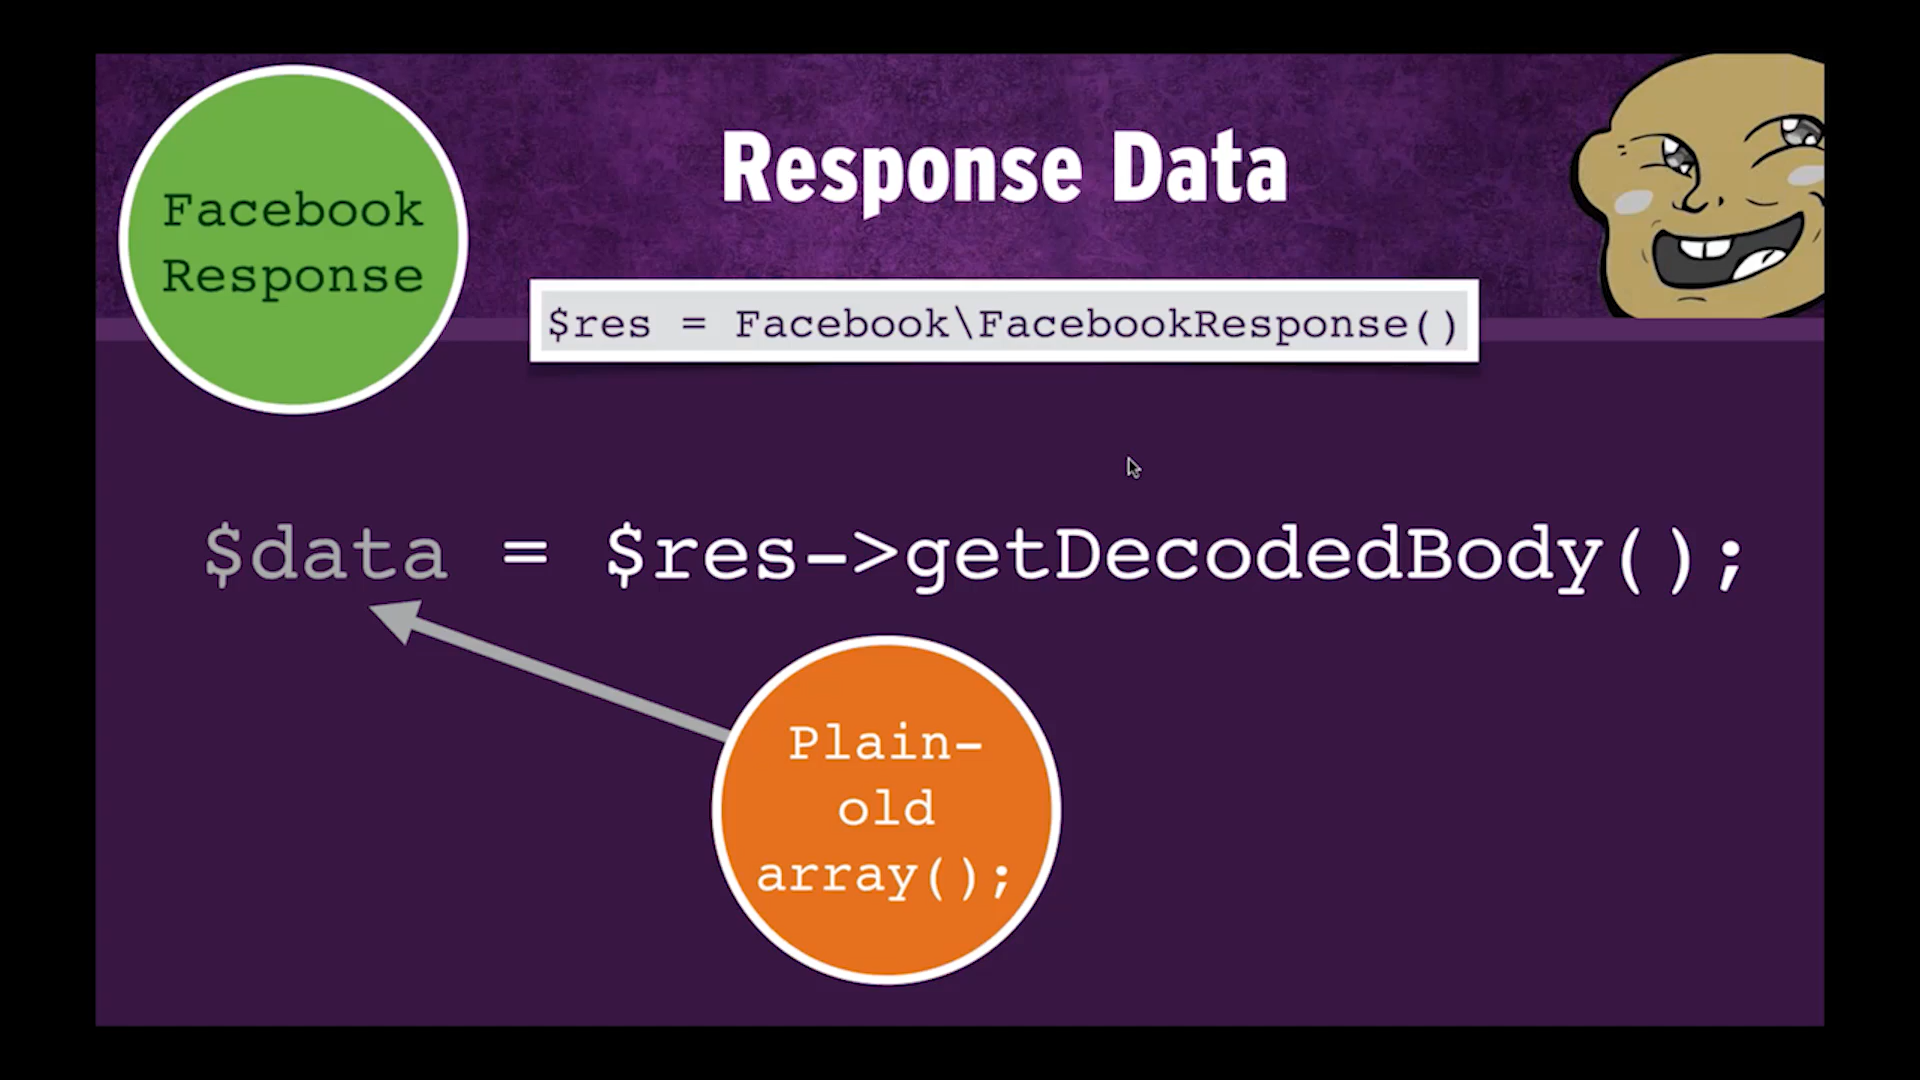 Response Data
Facebook
Response
$res = Facebook\FacebookResponse()
$data = $res->getDecodedBody();
Plain-
old
array();